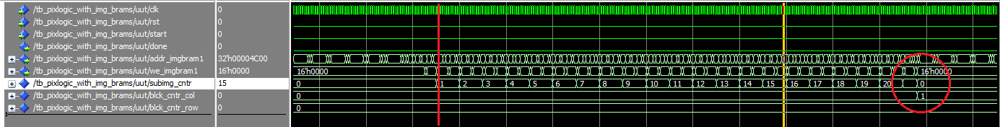 /tb_pixlogic_with_img_brams/uut/clk 0
/tb_pixlogic_with_img_brams/uut/rst 0
/tb_pixlogic_with_img_brams/uut/start 0
/tb_pixlogic_with_img_brams/uut/done 0
/tb_pixlogic_with_img_brams/uut/addr_imgbram1 32'h00004C00
/tb_pixlogic_with_img_brams/uut/we_imgbram1 16'h0000 16'h0000 16'h0000
/tb_pixlogic_with_img_brams/uut/subimg_cntr 15 0 1 2 3 4 5 6 7 8 9 10 11 12 13 14 15 16 17 18 19 20 0
/tb_pixlogic_with_img_brams/uut/blck_cntr_col 0 0 1
/tb_pixlogic_with_img_brams/uut/blck_cntr_row 0 0